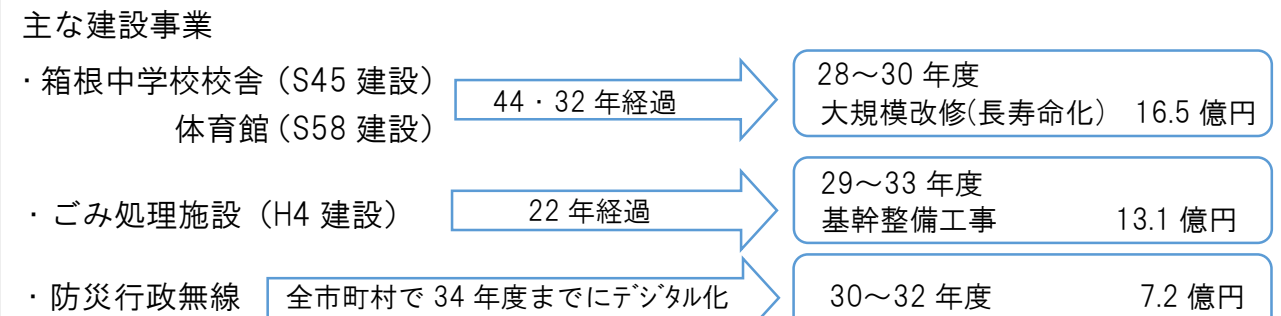 主な建設事業
・箱根中学校校舎（S45 建設）
体育館（S58 建設）
44・32 年経過
28～30 年度
大規模改修(長寿命化） 16.5 億円
・ごみ処理施設（H4 建設）
22 年経過
29～33 年度
基幹整備工事 13.1 億円
・防災行政無線
全市町村で 34 年度までにﾃﾞｼﾞﾀﾙ化
30～32 年度 7.2 億円